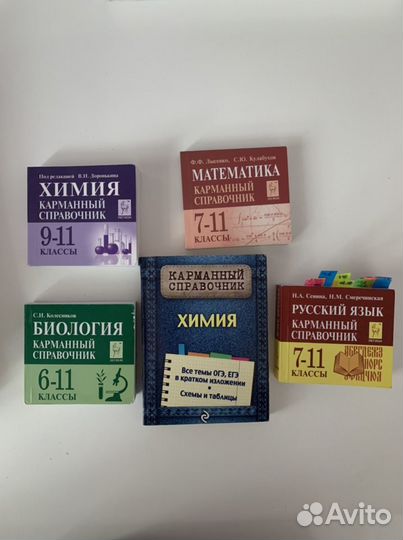 Под редакцией В.Н. Доронькина
ХИМИЯ
КАРМАННЫЙ
СПРАВОЧНИК
9-11
КЛАССЫ
Ф.Ф. Лысенко, С.Ю. Кулабухов
МАТЕМАТИКА
КАРМАННЫЙ
СПРАВОЧНИК
7-11
КЛАССЫ
С.И. Колесников
БИОЛОГИЯ
КАРМАННЫЙ
СПРАВОЧНИК
6-11
КЛАССЫ
КАРМАННЫЙ
СПРАВОЧНИК
ХИМИЯ
Все темы ОГЭ, ЕГЭ
в кратком изложении
Схемы и таблицы
Н.А. Сенина, Н.М. Смеречинская
РУССКИЙ ЯЗЫК
КАРМАННЫЙ
СПРАВОЧНИК
7-11
КЛАССЫ
Avito